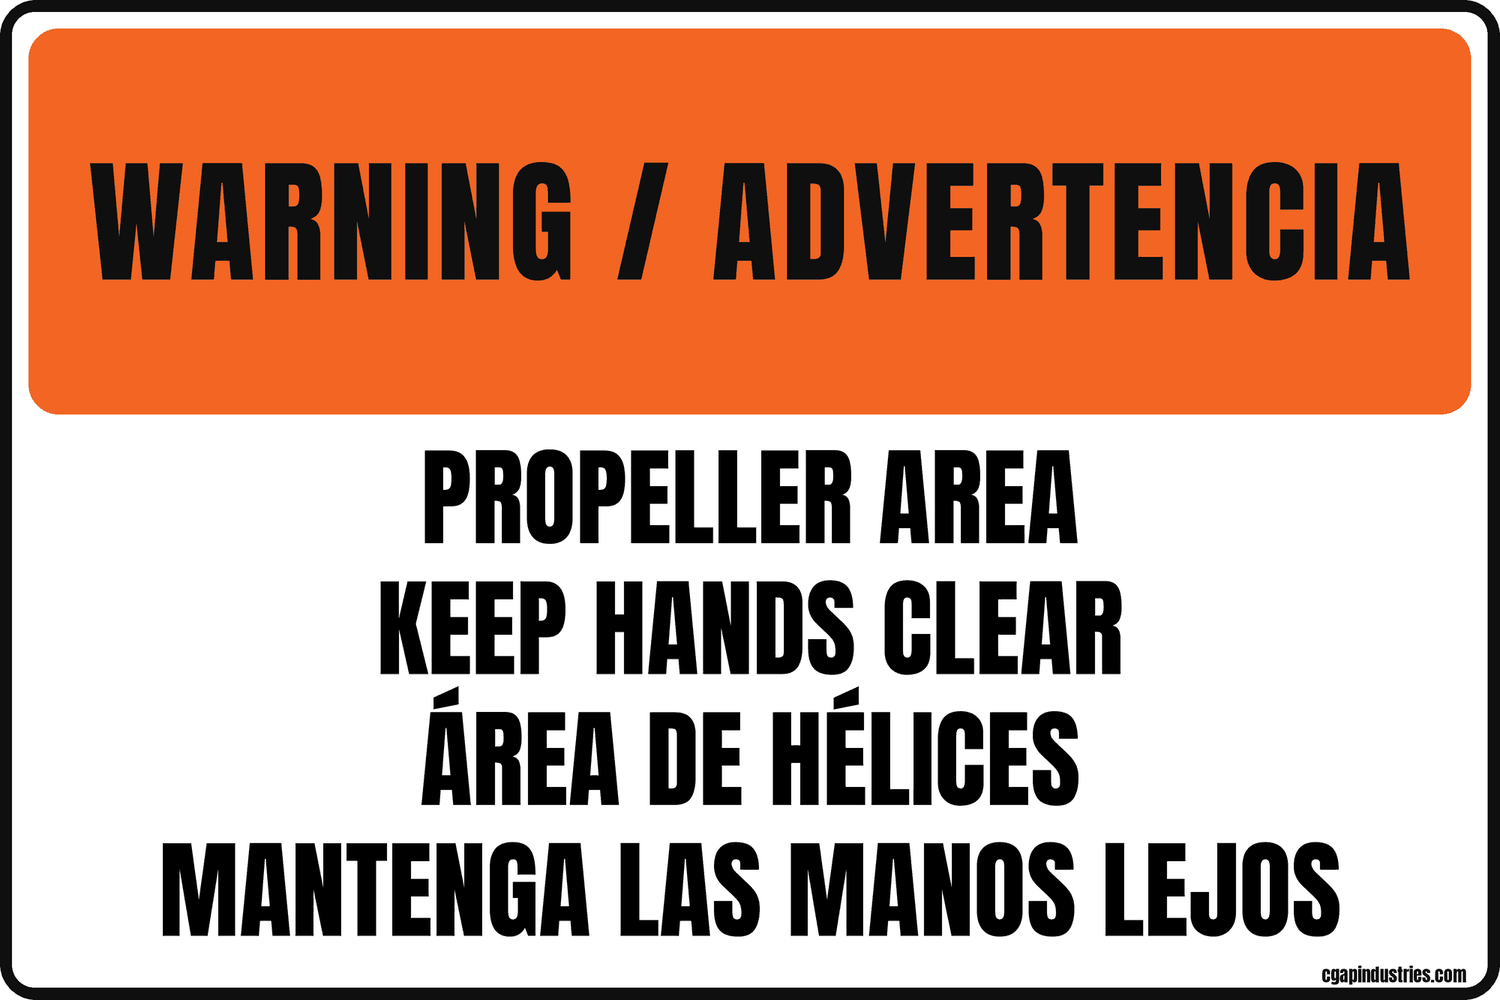 WARNING / ADVERTENCIA
PROPELLER AREA
KEEP HANDS CLEAR
ÁREA DE HÉLICES
MANTENGA LAS MANOS LEJOS
cgapindustries.com